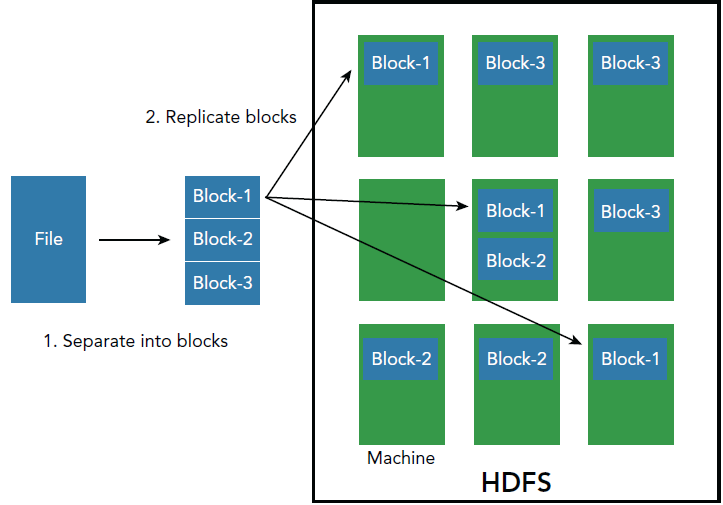 Block-1
Block-3
Block-3
2. Replicate blocks
File
Block-1
Block-2
Block-3
Block-1
Block-2
Block-3
1. Separate into blocks
Block-2
Block-2
Block-1
Machine
HDFS